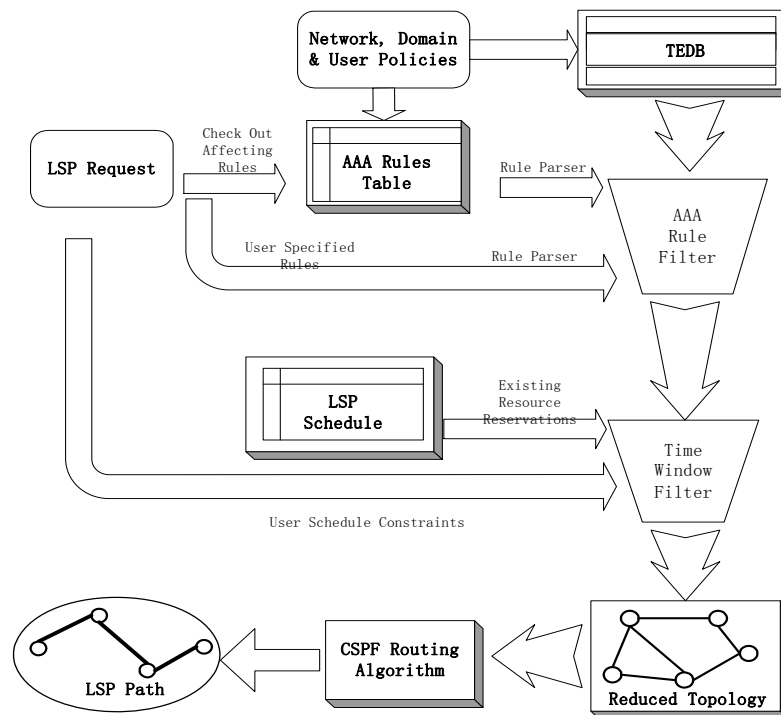 Network, Domain
& User Policies
TEDB
Check Out
Affecting
Rules
LSP Request
AAA Rules
Table
Rule Parser
AAA
Rule
Filter
User Specified
Rules
Rule Parser
LSP
Schedule
Existing
Resource
Reservations
Time
Window
Filter
User Schedule Constraints
LSP Path
CSPF Routing
Algorithm
Reduced Topology